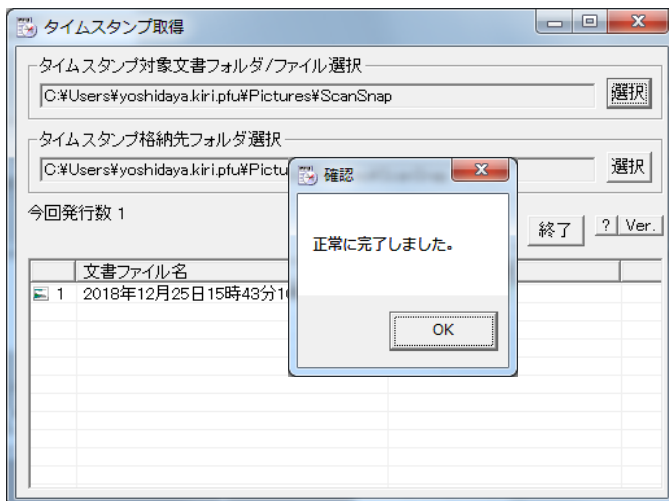 タイムスタンプ取得
タイムスタンプ対象文書フォルダ/ファイル選択
C:¥Users¥yoshidaya.kiri.pfu¥Pictures¥ScanSnap
選択
タイムスタンプ格納先フォルダ選択
C:¥Users¥yoshidaya.kiri.pfu¥Pictu
選択
確認
正常に完了しました。
OK
今回発行数 1
終了
?
Ver.
文書ファイル名
1 2018年12月25日15時43分1